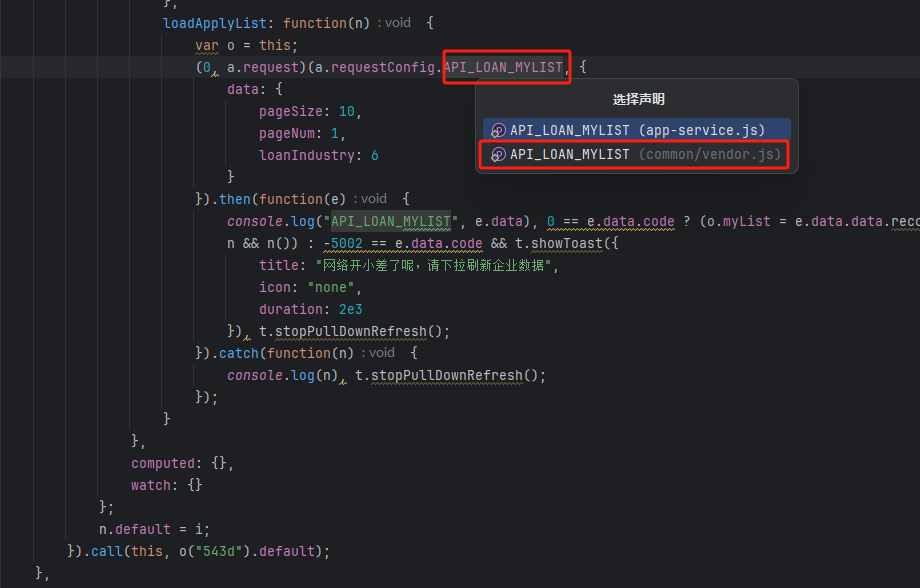 },
loadApplyList: function(n) : void {
var o = this;
(0, a.request)(a.requestConfig.API_LOAN_MYLIST, {
data: {
pageSize: 10,
pageNum: 1,
loanIndustry: 6
}
}).then(function(e) : void {
console.log("API_LOAN_MYLIST", e.data), 0 == e.data.code ? (o.myList = e.data.data.reco
n && n()) : -5002 == e.data.code && t.showToast({
title: "网络开小差了呢，请下拉刷新企业数据",
icon: "none",
duration: 2e3
}), t.stopPullDownRefresh();
}).catch(function(n) : void {
console.log(n), t.stopPullDownRefresh();
});
}
},
computed: {},
watch: {}
};
n.default = i;
}).call(this, o("543d").default);
},
选择声明
API_LOAN_MYLIST (app-service.js)
API_LOAN_MYLIST (common/vendor.js)